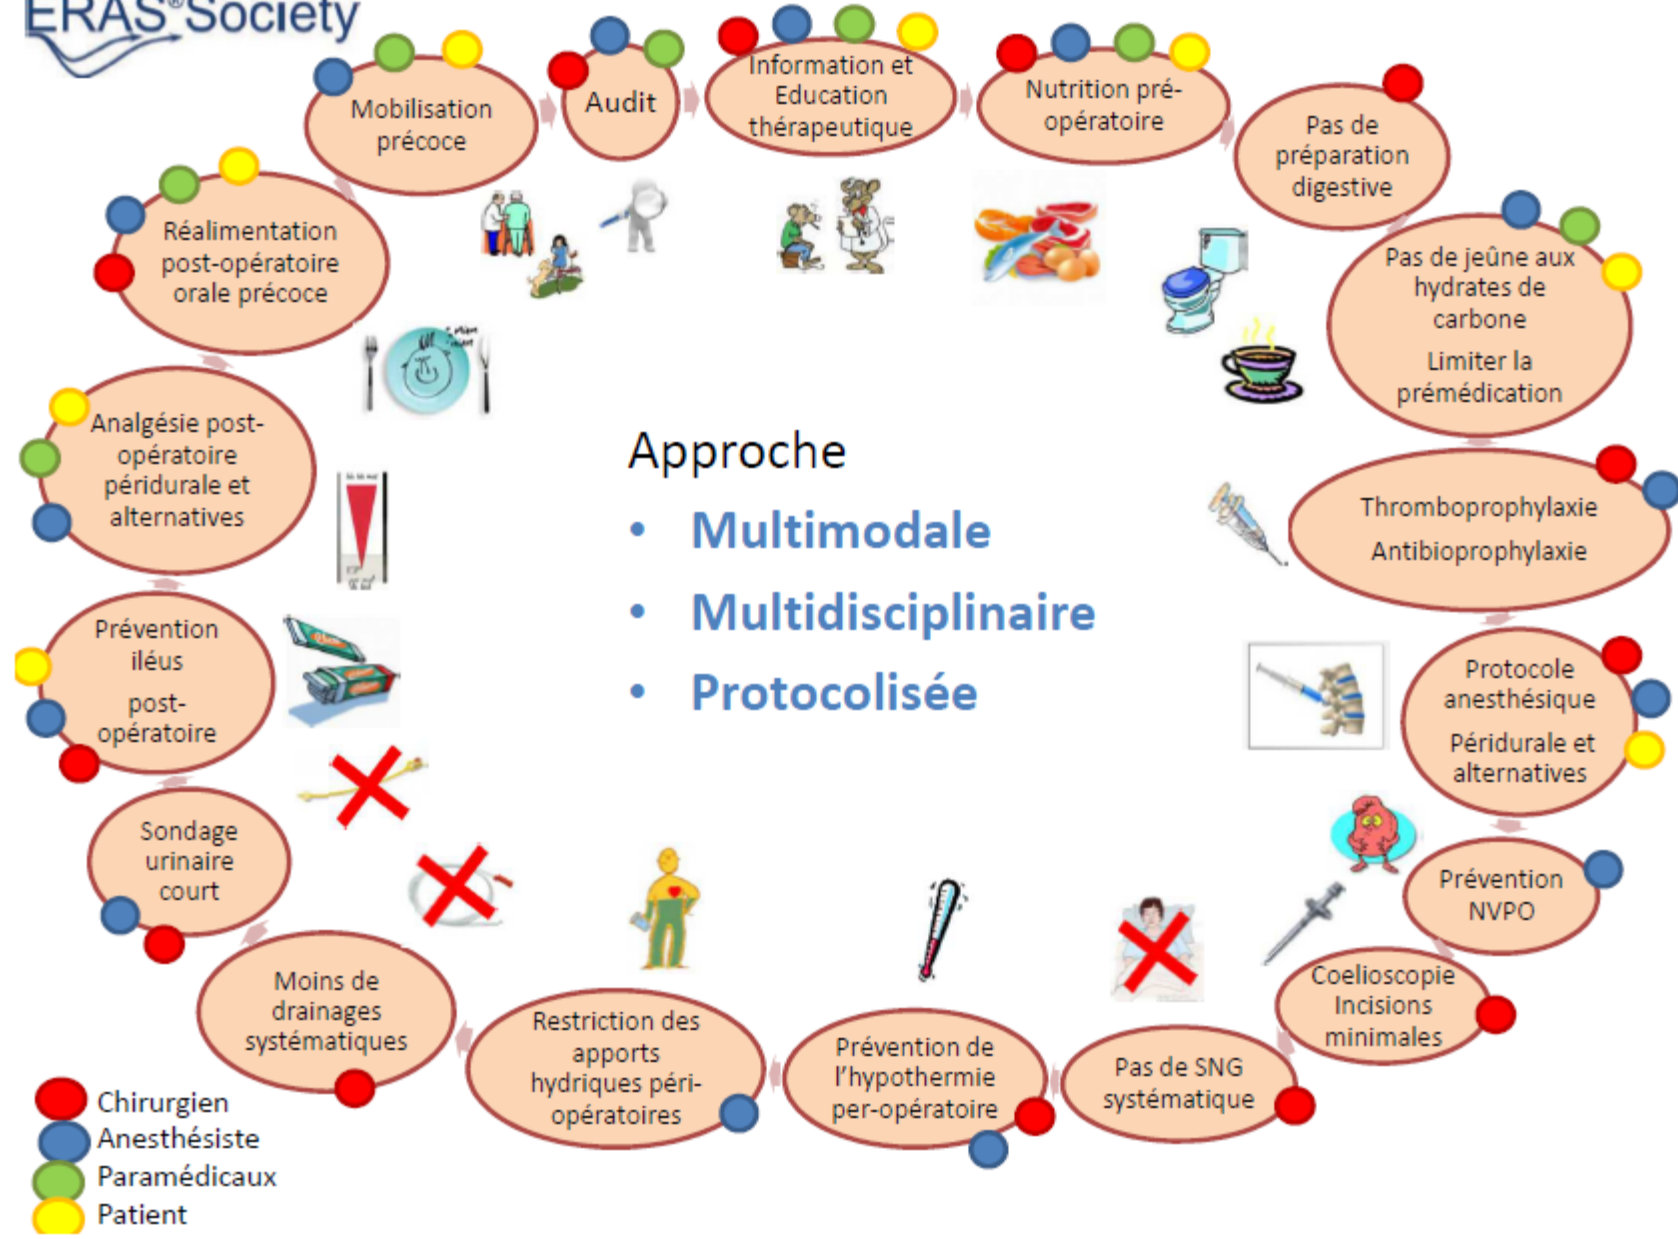 ERAS®Society
Mobilisation
précoce
Audit
Information et
Education
thérapeutique
Nutrition pré-
opératoire
Pas de
préparation
digestive
Pas de jeûne aux
hydrates de
carbone
Limiter la
prémédication
Thromboprophylaxie
Antibioprophylaxie
Protocole
anesthésique
Péridurale et
alternatives
Prévention
NVPO
Coelioscopie
Incisions
minimales
Pas de SNG
systématique
Prévention de
l'hypothermie
per-opératoire
Restriction des
apports
hydriques péri-
opératoires
Moins de
drainages
systématiques
Sondage
urinaire
court
Prévention
iléus
post-
opératoire
Analgésie post-
opératoire
péridurale et
alternatives
Réalimentation
post-opératoire
orale précoce
Approche
• Multimodale
• Multidisciplinaire
• Protocolisée
Chirurgien
Anesthésiste
Paramédicaux
Patient